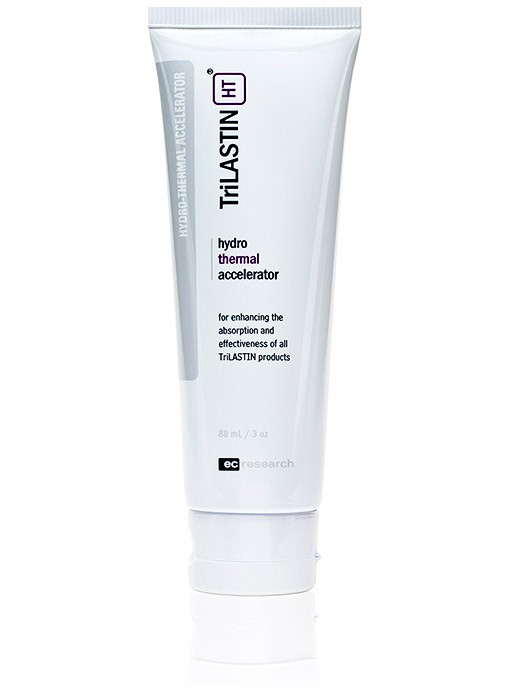 HYDRO-THERMAL ACCELERATOR
TriLASTIN HT®
hydro
thermal
accelerator
for enhancing the
absorption and
effectiveness of all
TriLASTIN products
88 mL / 3 oz
ec research